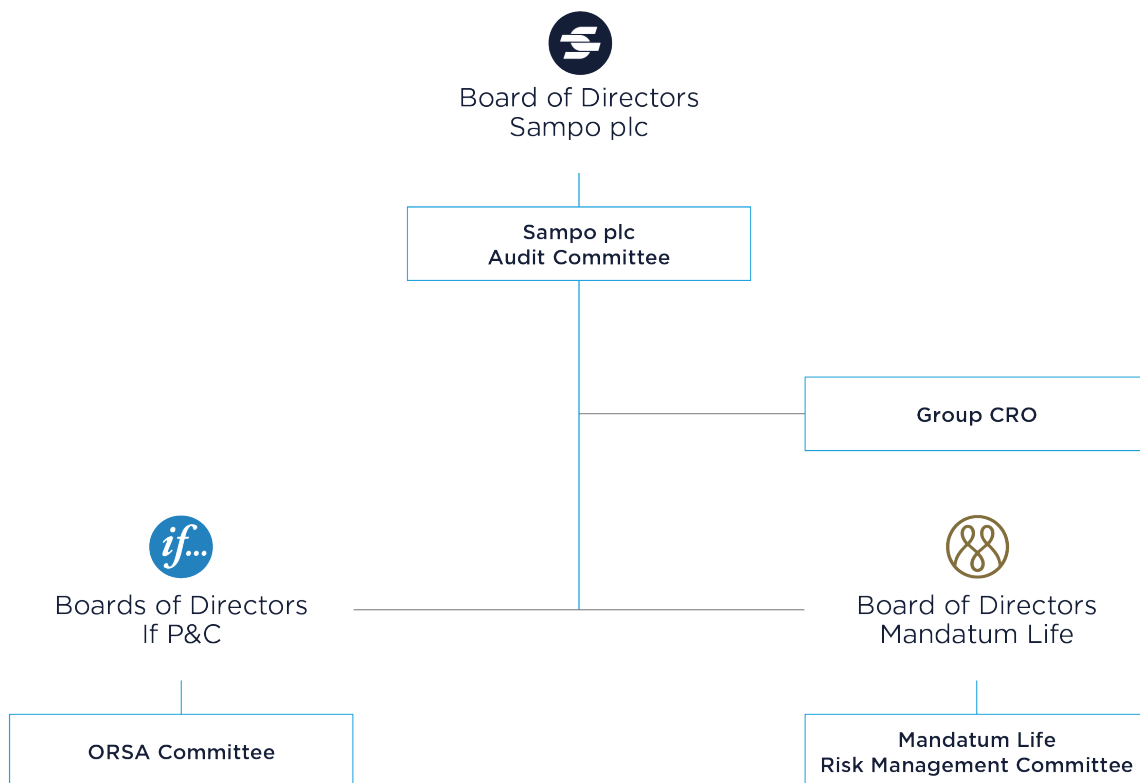 Board of Directors
Sampo plc
Sampo plc
Audit Committee
Group CRO
if...
Boards of Directors
If P&C
Board of Directors
Mandatum Life
ORSA Committee
Mandatum Life
Risk Management Committee